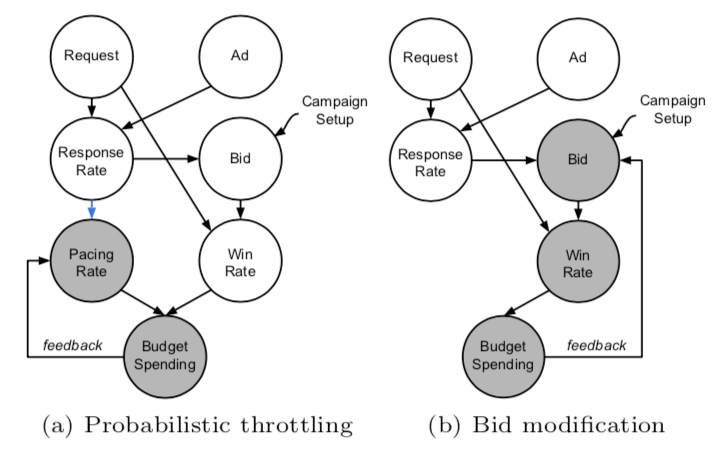 Request
Ad
Campaign
Setup
Response
Rate
Bid
Pacing
Rate
Win
Rate
feedback
Budget
Spending
(a) Probabilistic throttling
Request
Ad
Campaign
Setup
Response
Rate
Bid
Win
Rate
Budget
Spending
feedback
(b) Bid modification